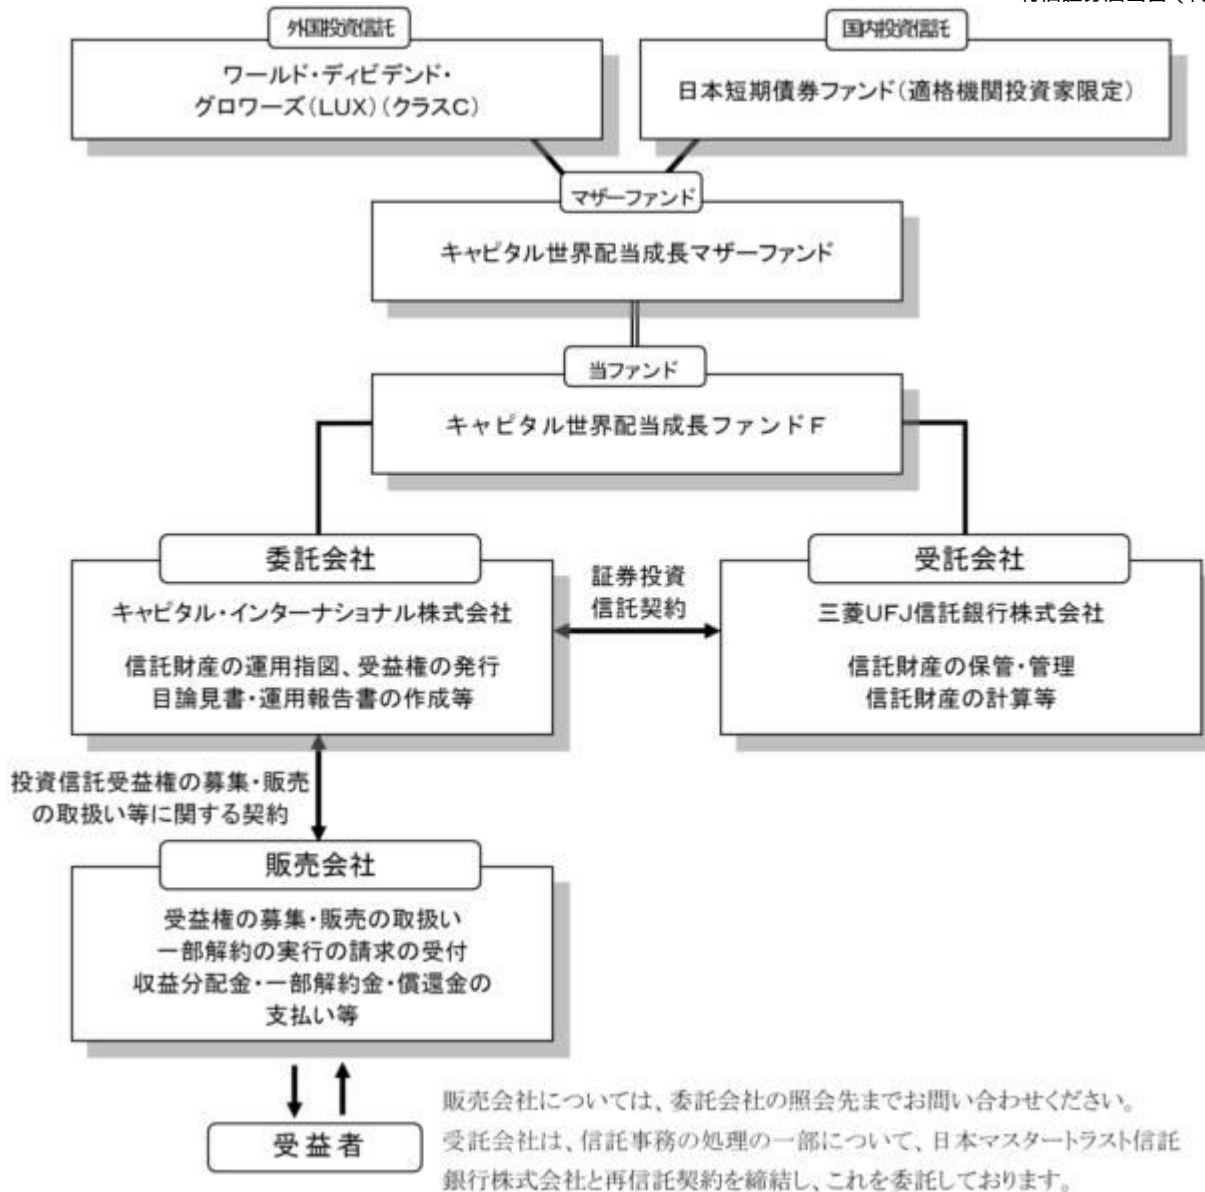 外国投資信託
国内投資信託
ワールド・ディビデンド・
グロワーズ(LUX)(クラスC)
日本短期債券ファンド(適格機関投資家限定)
マザーファンド
キャピタル世界配当成長マザーファンド
当ファンド
キャピタル世界配当成長ファンドF
委託会社
キャピタル・インターナショナル株式会社
信託財産の運用指図、受益権の発行
目論見書・運用報告書の作成等
証券投資
信託契約
受託会社
三菱UFJ信託銀行株式会社
信託財産の保管・管理
信託財産の計算等
投資信託受益権の募集・販売
の取扱い等に関する契約
販売会社
受益権の募集・販売の取扱い
一部解約の実行の請求の受付
収益分配金・一部解約金・償還金の
支払い等
受益者
販売会社については、委託会社の照会先までお問い合わせください。
受託会社は、信託事務の処理の一部について、日本マスタートラスト信託
銀行株式会社と再信託契約を締結し、これを委託しております。